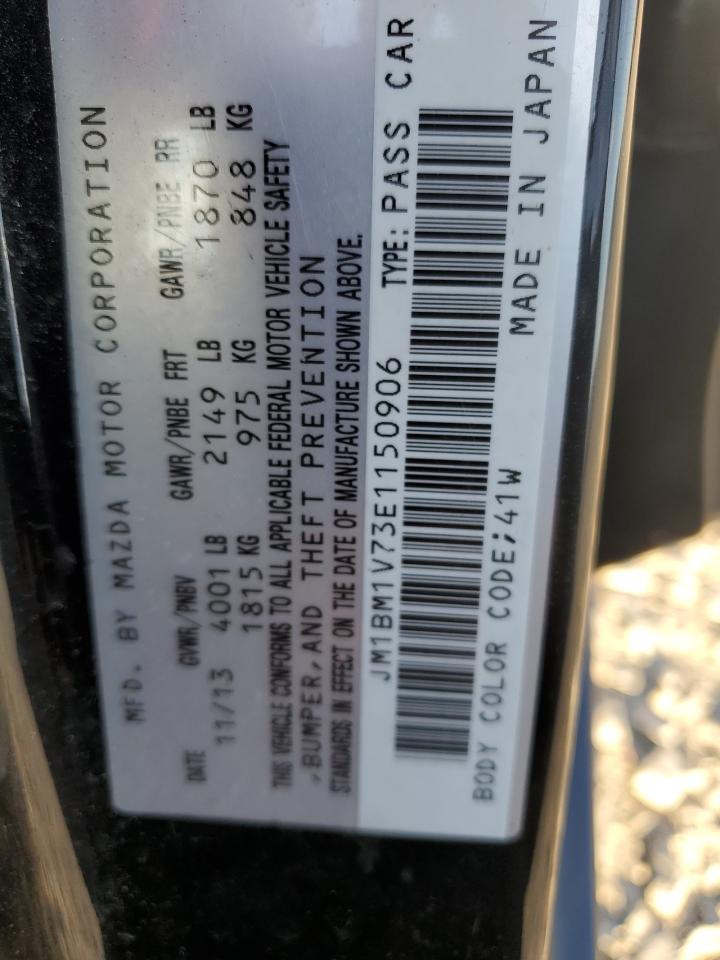 MFD. BY MAZDA MOTOR CORPORATION
DATE GVWR/PNBV GAWR/PNBE FRT GAWR/PNBE RR
11/13 4001 LB 2149 LB 1870 LB
1815 KG 975 KG 848 KG
THIS VEHICLE CONFORMS TO ALL APPLICABLE FEDERAL MOTOR VEHICLE SAFETY
,BUMPER,AND THEFT PREVENTION
STANDARDS IN EFFECT ON THE DATE OF MANUFACTURE SHOWN ABOVE.
JM1BM1V73E1150906 TYPE: PASS CAR
BODY COLOR CODE;41W MADE IN JAPAN